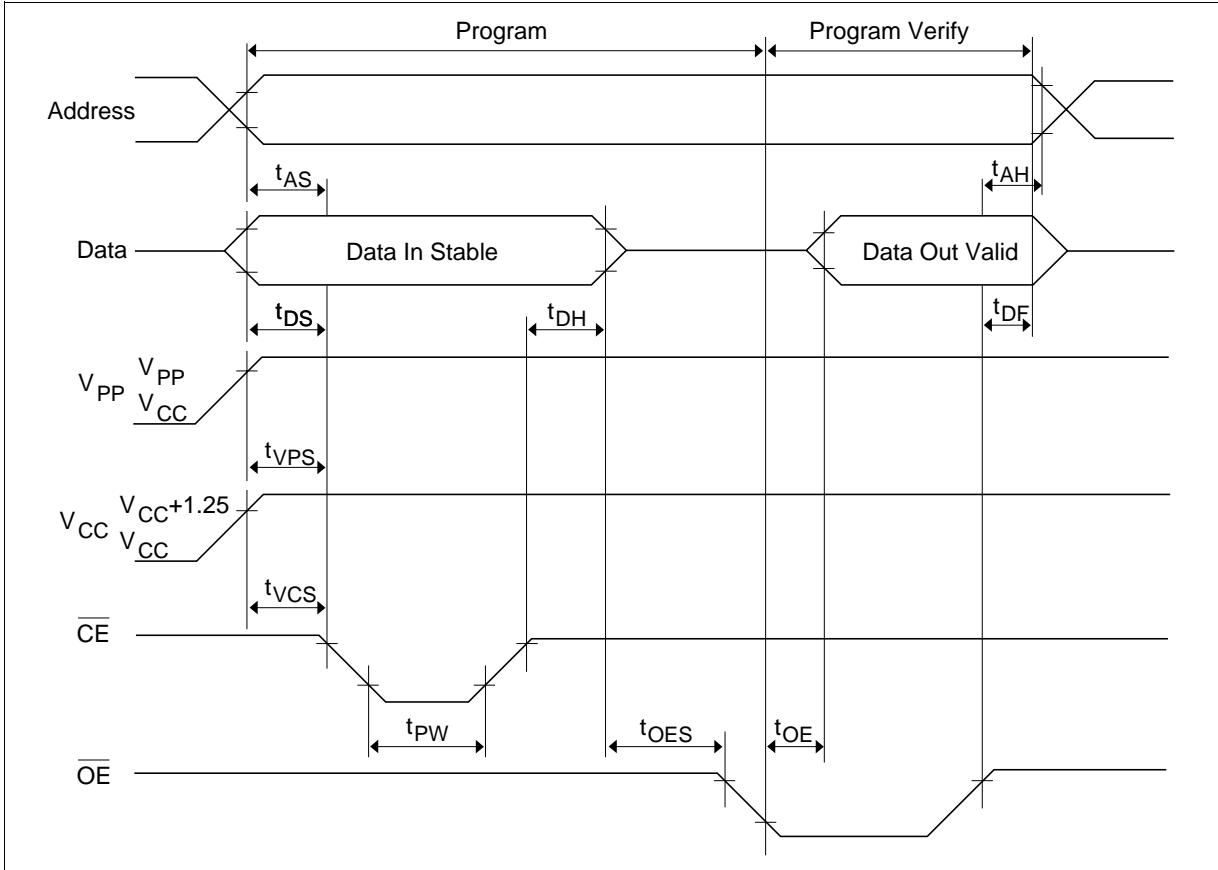 Program Program Verify
Address
tAS tAH
Data Data In Stable Data Out Valid
tDS tDH tDF
VPP VPP
VCC
tVPS
VCC VCC+1.25
VCC
tVCS
CE
tPW tOES tOE
OE